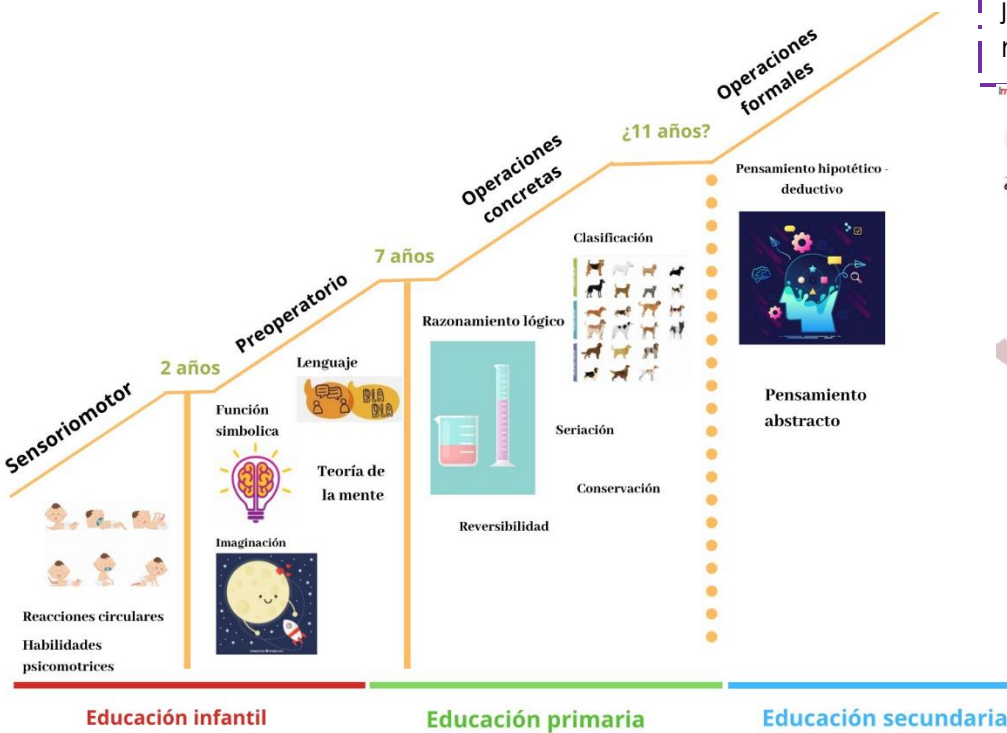 Sensoriomotor
2 años
Preoperatorio
7 años
Operaciones
concretas
¿11 años?
Operaciones
formales
Reacciones circulares
Habilidades
psicomotrices
Función
simbolica
Lenguaje
BLA
BLA
Teoría de
la mente
Imaginación
Razonamiento lógico
Clasificación
Seriación
Conservación
Reversibilidad
Pensamiento hipotético -
deductivo
Pensamiento
abstracto
Educación infantil
Educación primaria
Educación secundaria